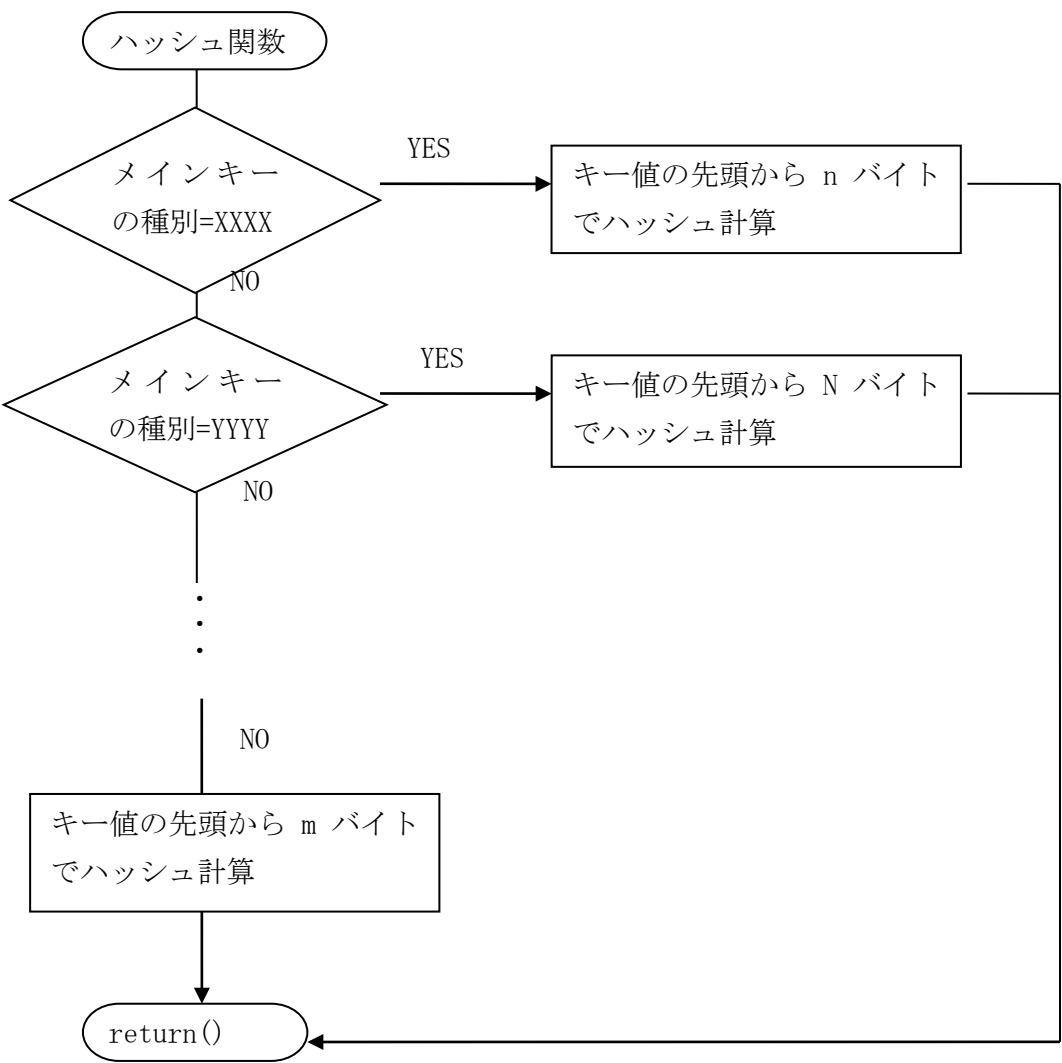 ハッシュ関数
メインキー
の種別=XXXX
YES
キー値の先頭から n バイト
でハッシュ計算
NO
メインキー
の種別=YYYY
YES
キー値の先頭から N バイト
でハッシュ計算
NO
・
・
・
NO
キー値の先頭から m バイト
でハッシュ計算
return()